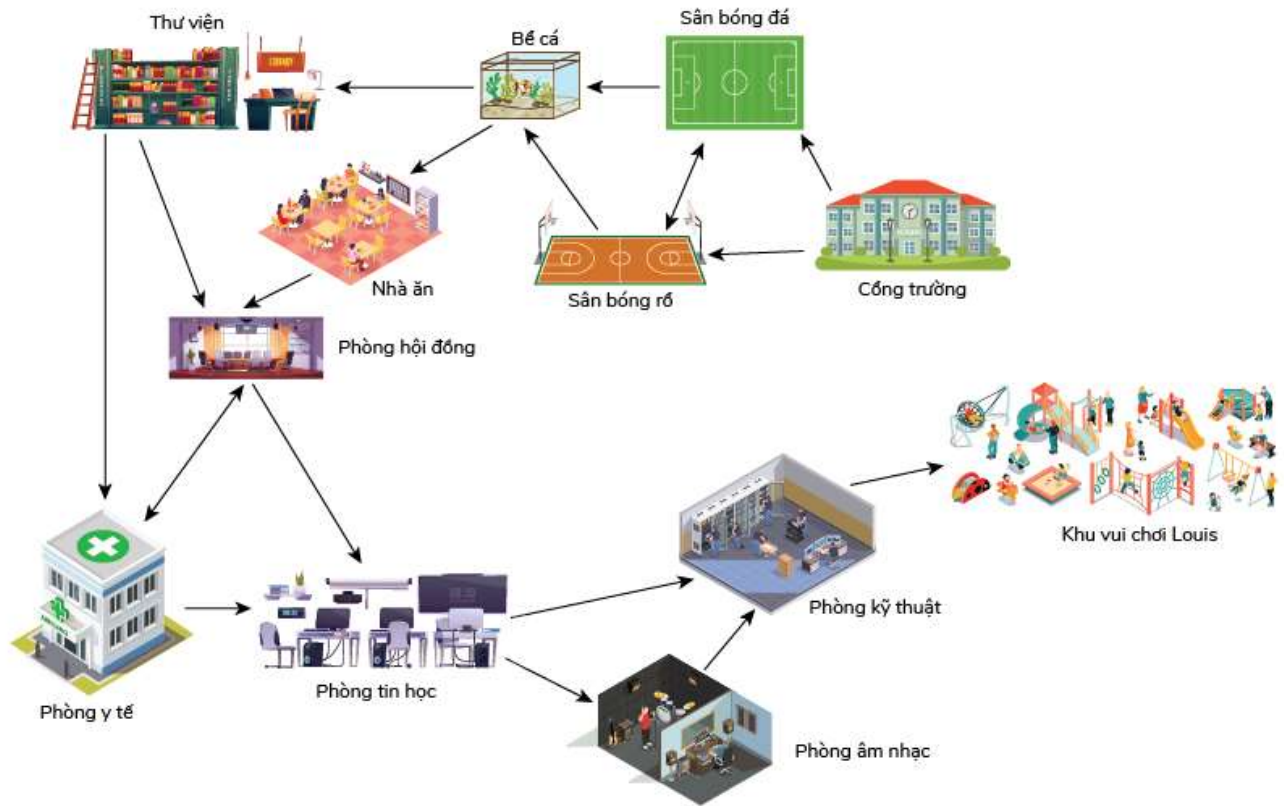 Thư viện
Bể cá
Sân bóng đá
LIBRARY
Nhà ăn
Sân bóng rổ
Cổng trường
Phòng hội đồng
Khu vui chơi Louis
Phòng kỹ thuật
Phòng tin học
Phòng y tế
Phòng âm nhạc